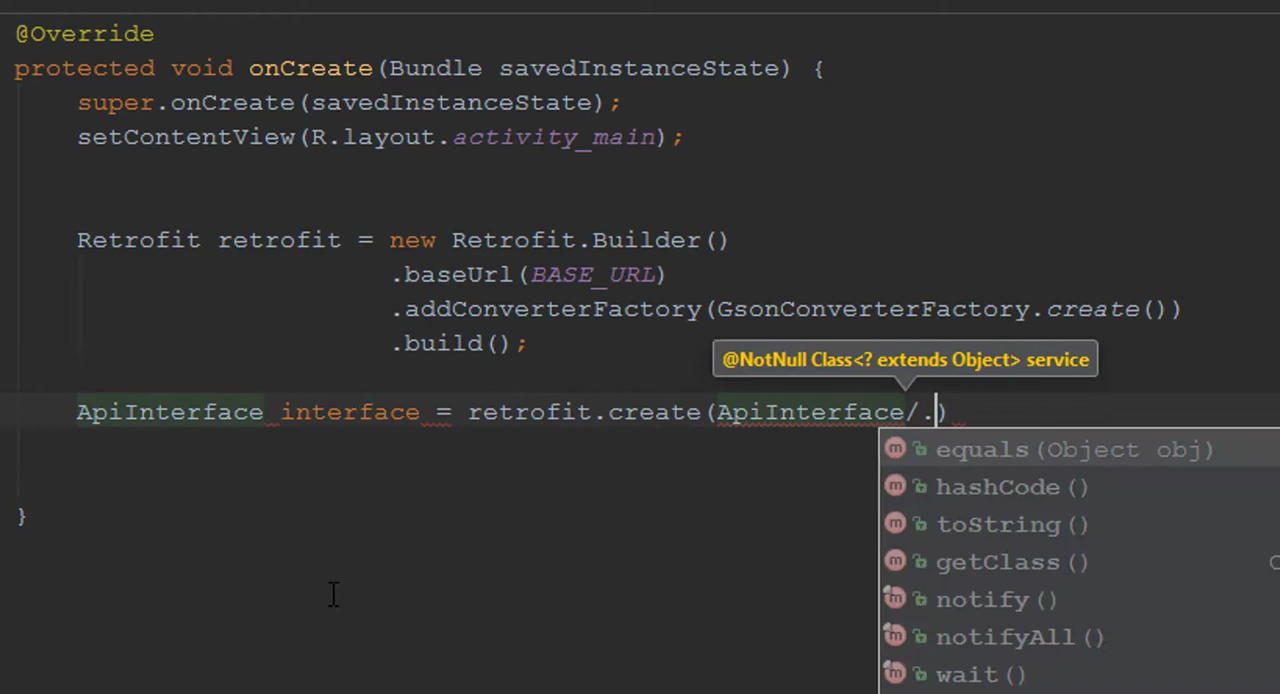 @Override
protected void onCreate(Bundle savedInstanceState) {
super.onCreate(savedInstanceState);
setContentView(R.layout.activity_main);
Retrofit retrofit = new Retrofit.Builder()
.baseUrl(BASE_URL)
.addConverterFactory(GsonConverterFactory.create())
.build();
@NotNull Class<? extends Object> service
ApiInterface interface = retrofit.create(ApiInterface/.)
equals(Object obj)
hashCode()
toString()
getClass()
notify()
notifyAll()
wait()
}